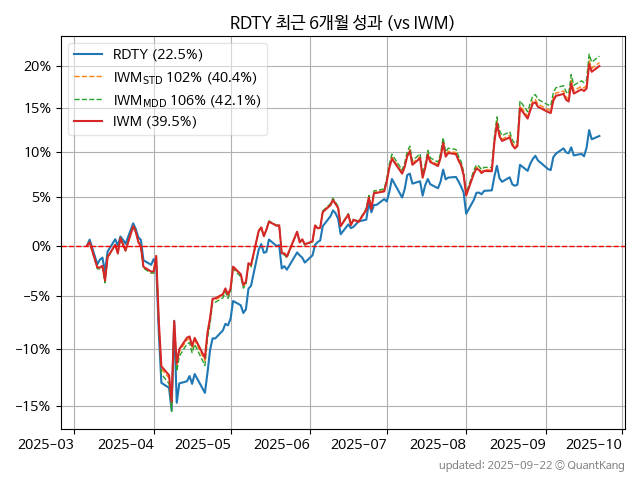 RDTY 최근 6개월 성과 (vs IWM)
RDTY (22.5%)
IWM_STD 102% (40.4%)
IWM_MDD 106% (42.1%)
IWM (39.5%)
20%
15%
10%
5%
0%
−5%
−10%
−15%
2025-03 2025-04 2025-05 2025-06 2025-07 2025-08 2025-09 2025-10
updated: 2025-09-22 © QuantKang